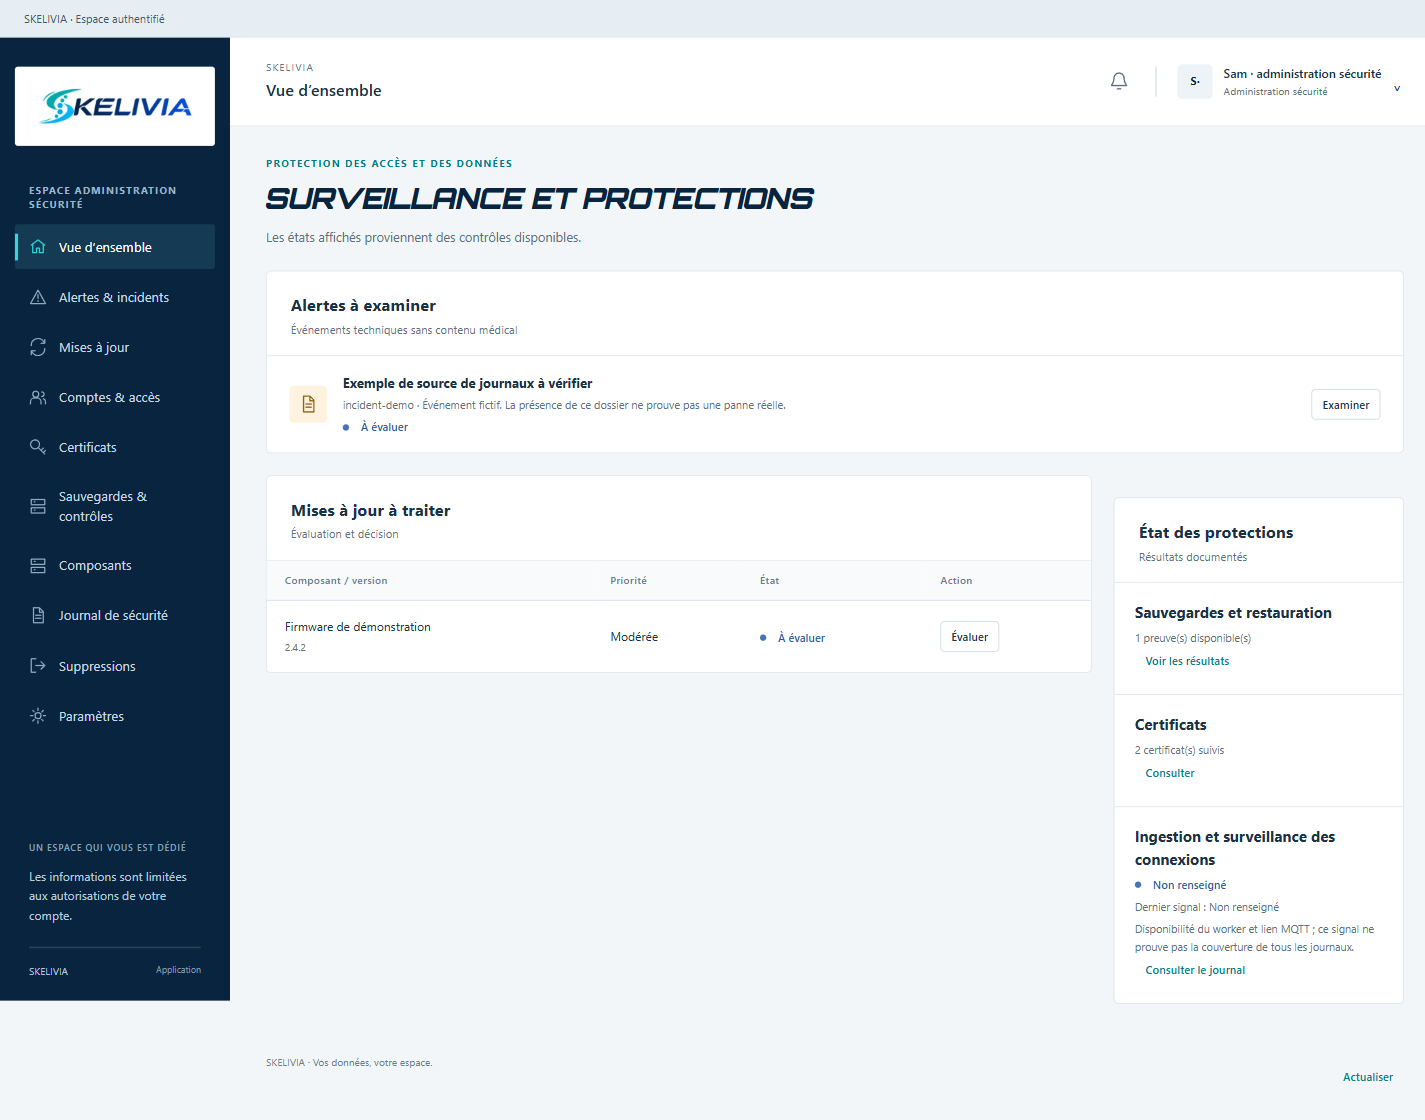 SKELIVIA · Espace authentifié
SKELIVIA
ESPACE ADMINISTRATION
SÉCURITÉ
Vue d’ensemble
Alertes & incidents
Mises à jour
Comptes & accès
Certificats
Sauvegardes &
contrôles
Composants
Journal de sécurité
Suppressions
Paramètres
UN ESPACE QUI VOUS EST DÉDIÉ
Les informations sont limitées
aux autorisations de votre
compte.
SKELIVIA Application
SKELIVIA
Vue d’ensemble
S·
Sam · administration sécurité
Administration sécurité
PROTECTION DES ACCÈS ET DES DONNÉES
SURVEILLANCE ET PROTECTIONS
Les états affichés proviennent des contrôles disponibles.
Alertes à examiner
Événements techniques sans contenu médical
Exemple de source de journaux à vérifier
incident-demo · Événement fictif. La présence de ce dossier ne prouve pas une panne réelle.
À évaluer
Examiner
Mises à jour à traiter
Évaluation et décision
Composant / version Priorité État Action
Firmware de démonstration
2.4.2
Modérée
À évaluer
Évaluer
État des protections
Résultats documentés
Sauvegardes et restauration
1 preuve(s) disponible(s)
Voir les résultats
Certificats
2 certificat(s) suivis
Consulter
Ingestion et surveillance des
connexions
Non renseigné
Dernier signal : Non renseigné
Disponibilité du worker et lien MQTT ; ce signal ne
prouve pas la couverture de tous les journaux.
Consulter le journal
SKELIVIA · Vos données, votre espace.
Actualiser